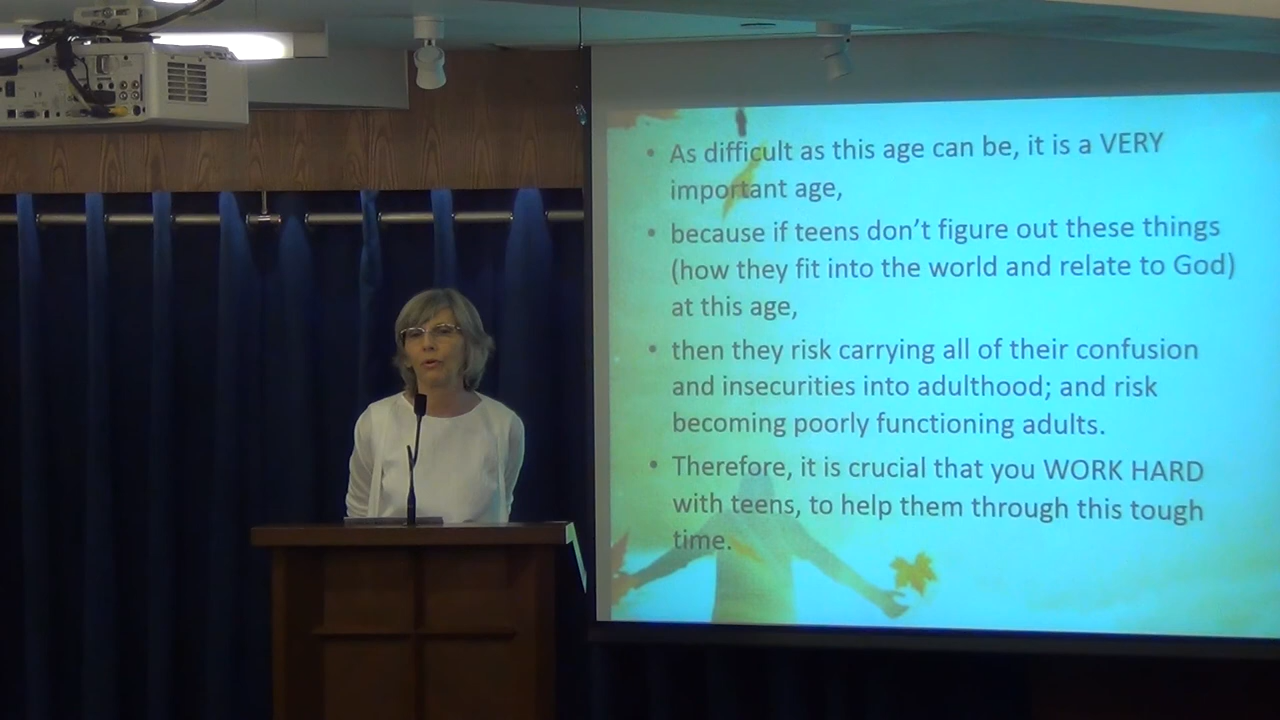 • As difficult as this age can be, it is a VERY
important age,
• because if teens don't figure out these things
(how they fit into the world and relate to God)
at this age,
• then they risk carrying all of their confusion
and insecurities into adulthood; and risk
becoming poorly functioning adults.
• Therefore, it is crucial that you WORK HARD
with teens, to help them through this tough
time.